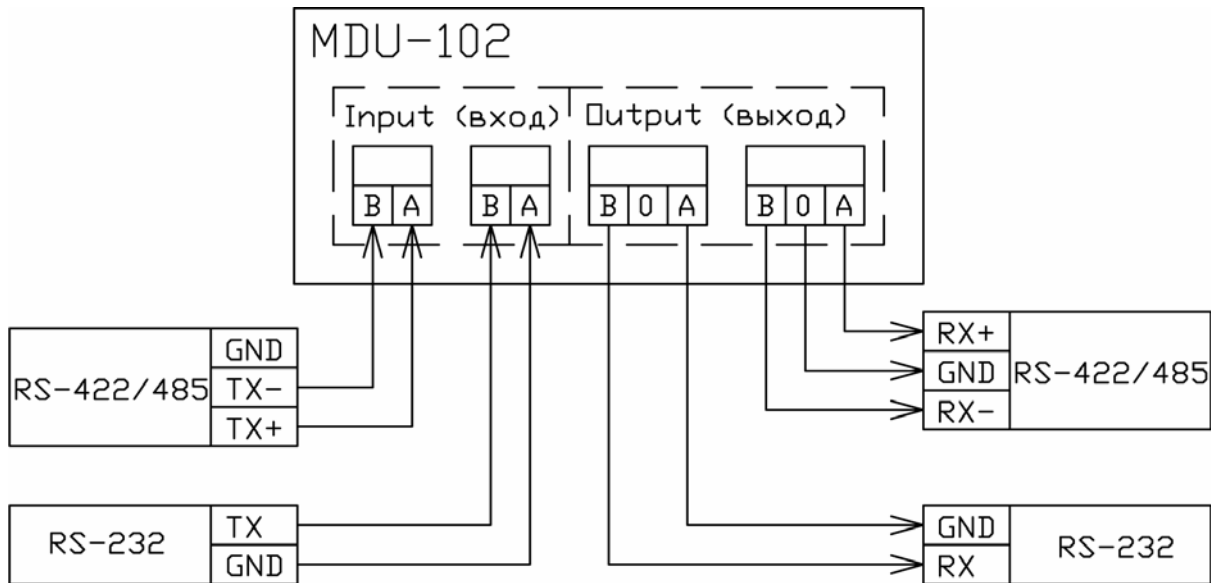 MDU-102
Input (вход)
Output (выход)
B A
B A
B 0 A
B 0 A
RS-422/485
GND
TX-
TX+
RS-232
TX
GND
RX+
GND
RX-
RS-422/485
GND
RX
RS-232